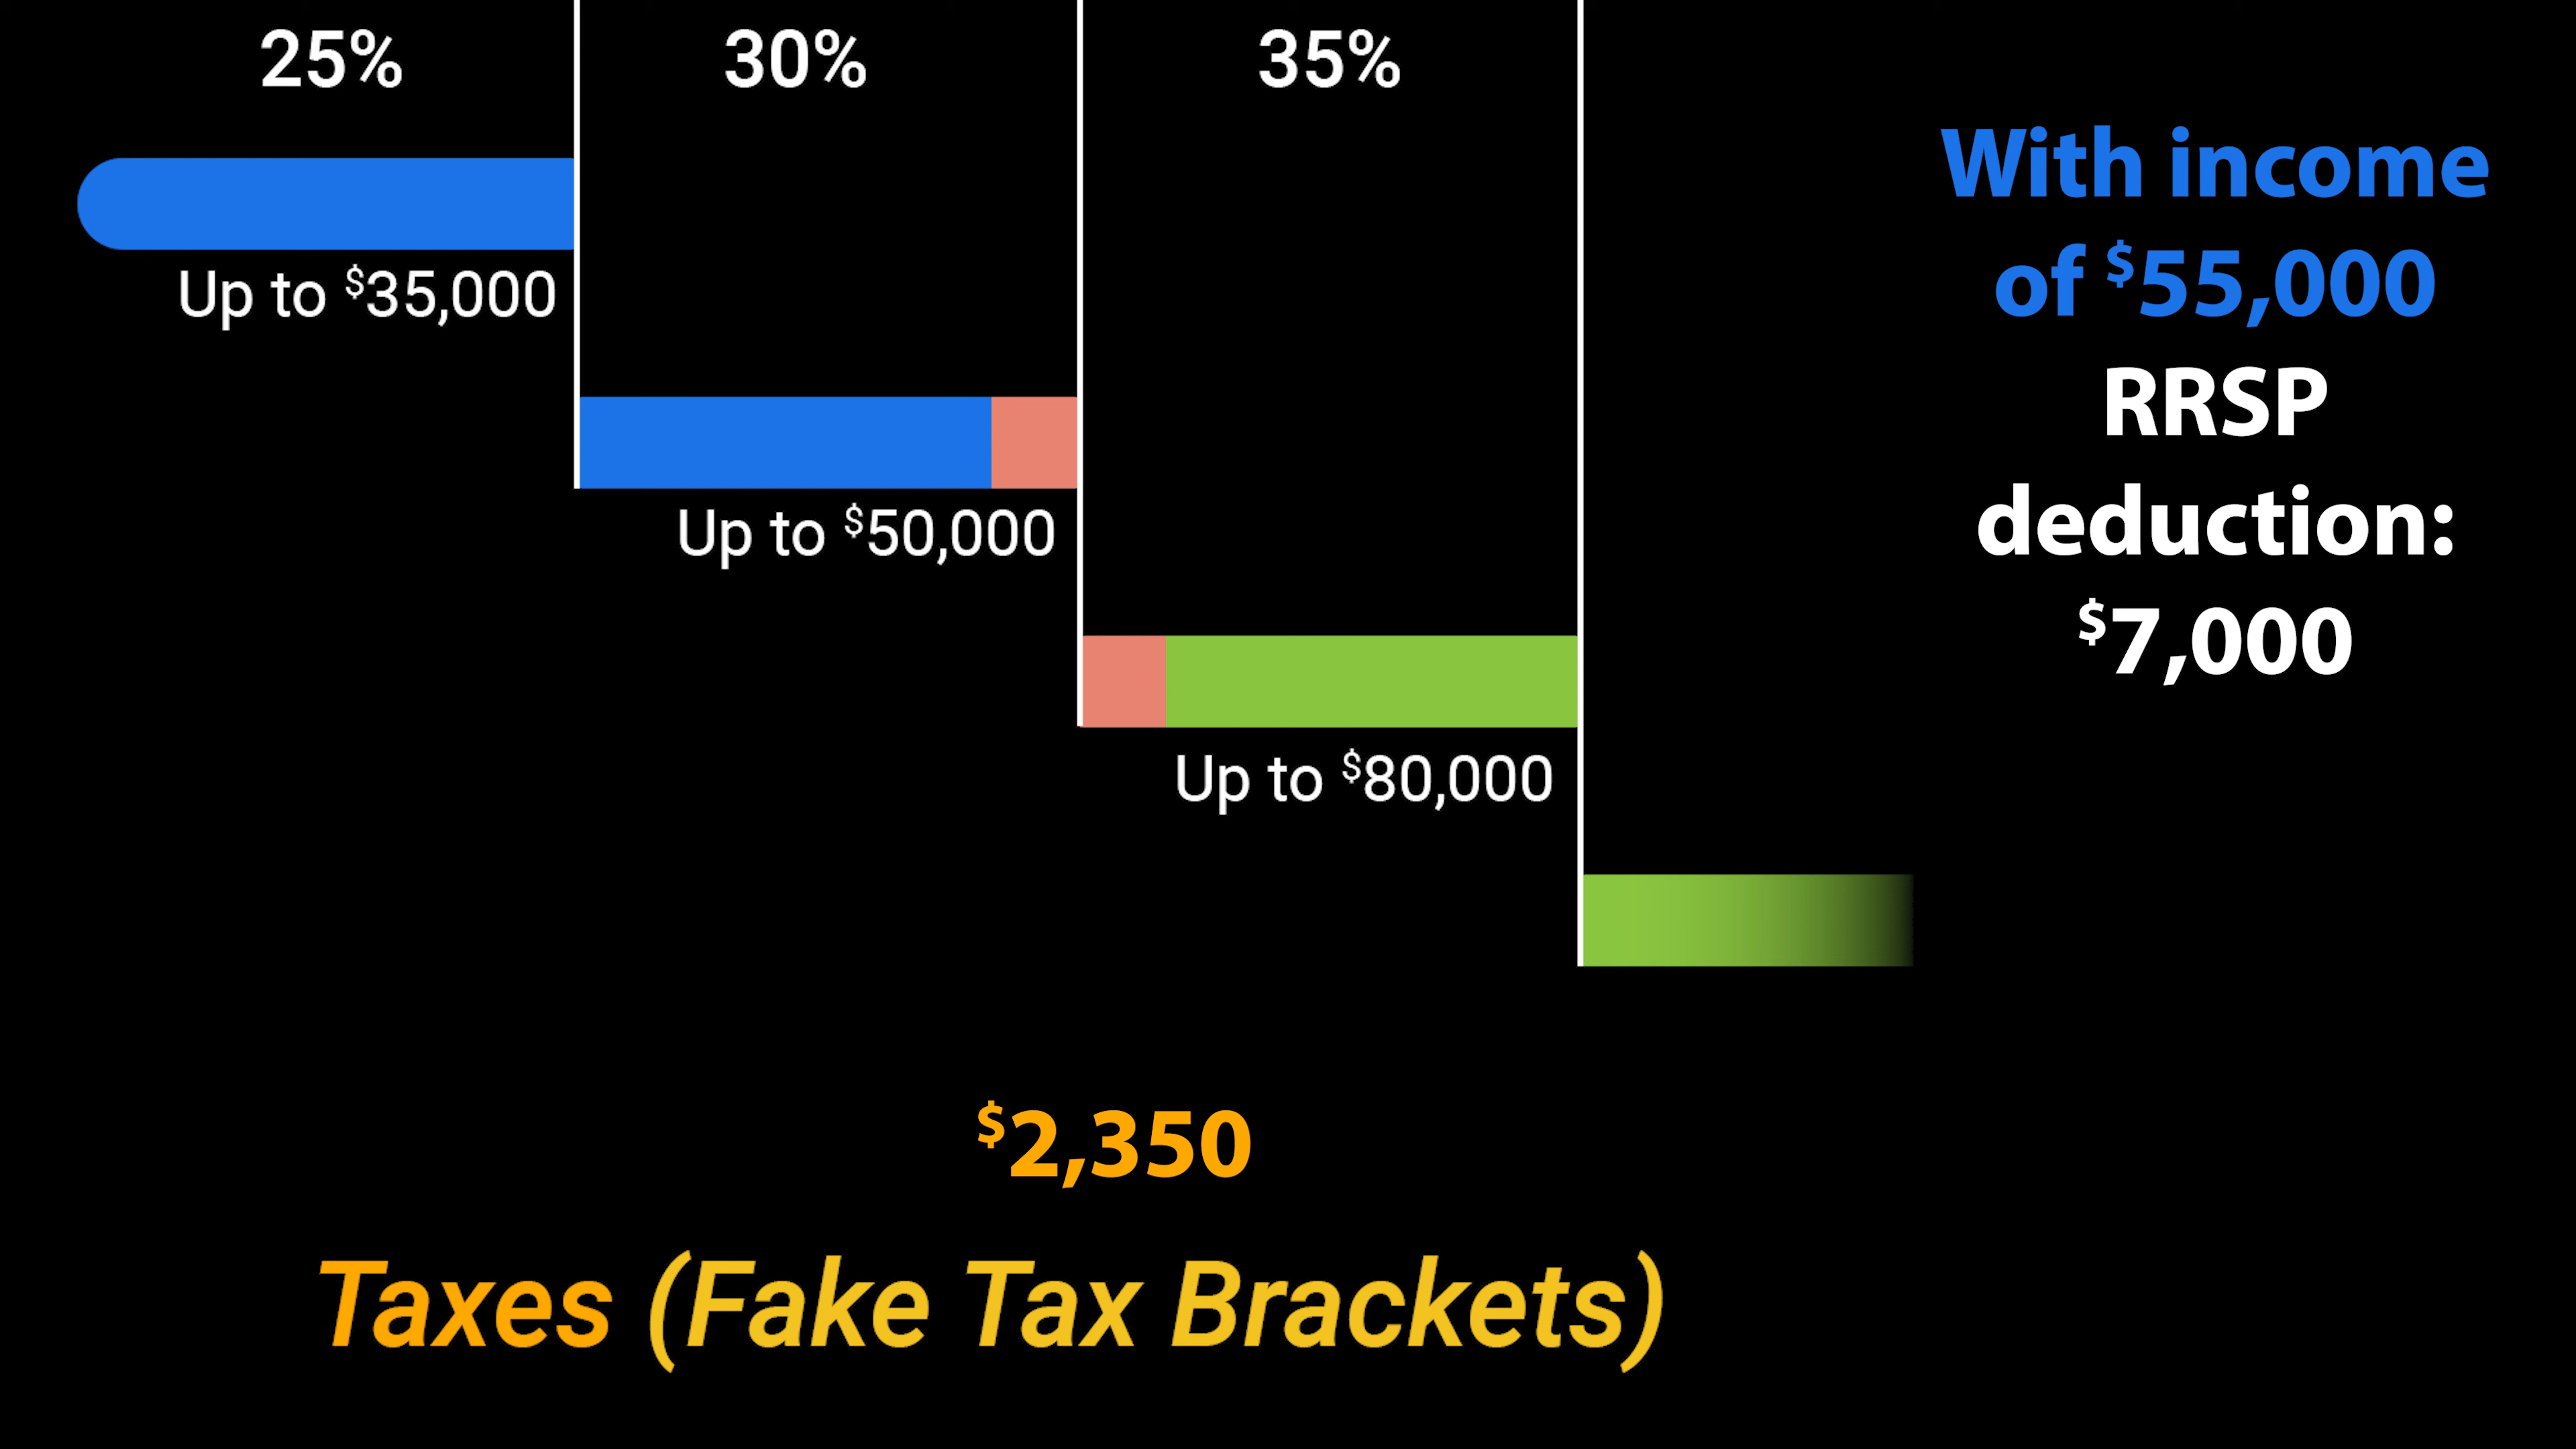 25%
30%
35%
Up to $35,000
Up to $50,000
Up to $80,000
With income
of $55,000
RRSP
deduction:
$7,000
$2,350
Taxes (Fake Tax Brackets)